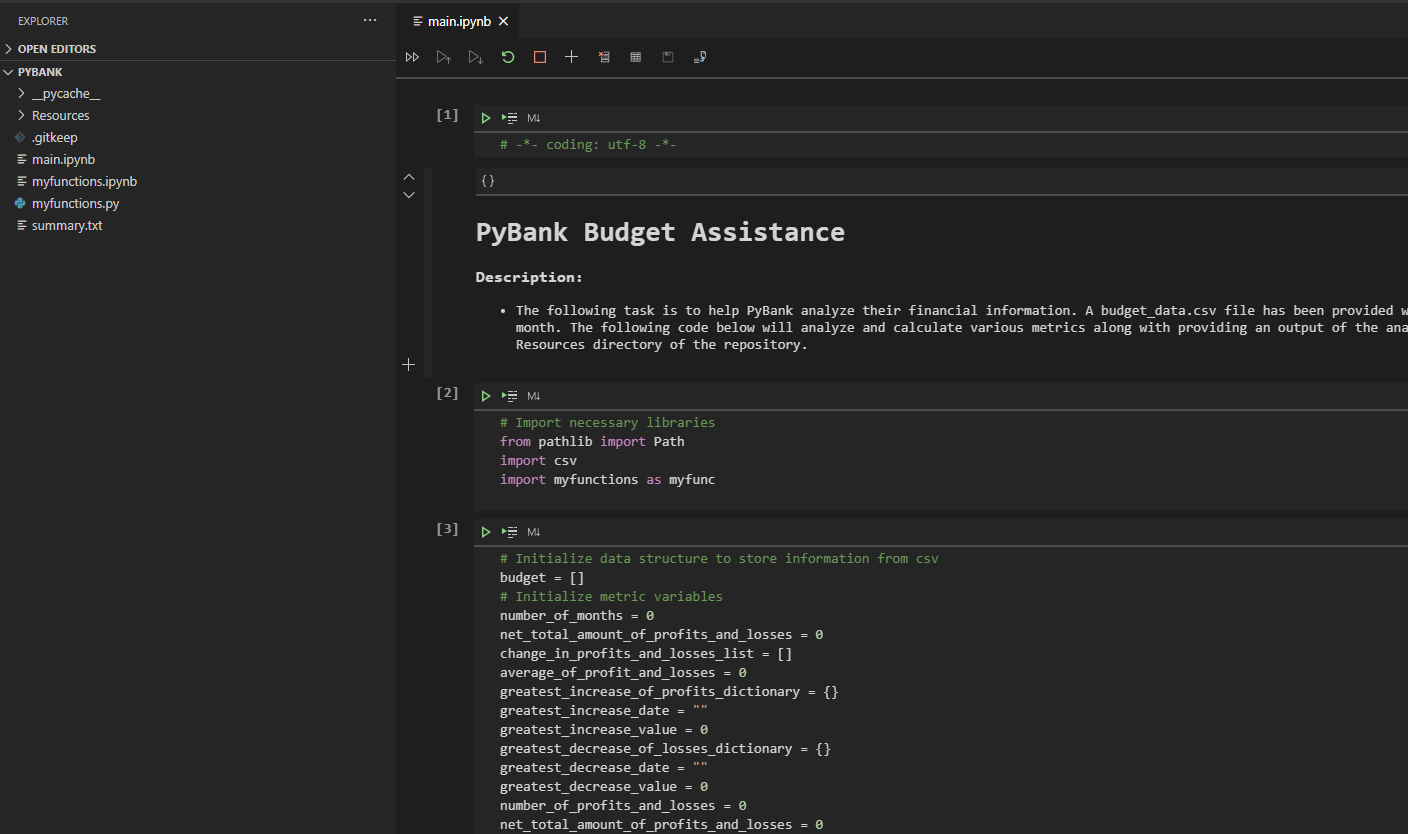 EXPLORER
OPEN EDITORS
PYBANK
__pycache__
Resources
.gitkeep
main.ipynb
myfunctions.ipynb
myfunctions.py
summary.txt
main.ipynb
[1]
M↓
# -*- coding: utf-8 -*-
{}
PyBank Budget Assistance
Description:
• The following task is to help PyBank analyze their financial information. A budget_data.csv file has been provided w
month. The following code below will analyze and calculate various metrics along with providing an output of the ana
Resources directory of the repository.
[2]
M↓
# Import necessary libraries
from pathlib import Path
import csv
import myfunctions as myfunc
[3]
M↓
# Initialize data structure to store information from csv
budget = []
# Initialize metric variables
number_of_months = 0
net_total_amount_of_profits_and_losses = 0
change_in_profits_and_losses_list = []
average_of_profit_and_losses = 0
greatest_increase_of_profits_dictionary = {}
greatest_increase_date = ""
greatest_increase_value = 0
greatest_decrease_of_losses_dictionary = {}
greatest_decrease_date = ""
greatest_decrease_value = 0
number_of_profits_and_losses = 0
net_total_amount_of_profits_and_losses = 0